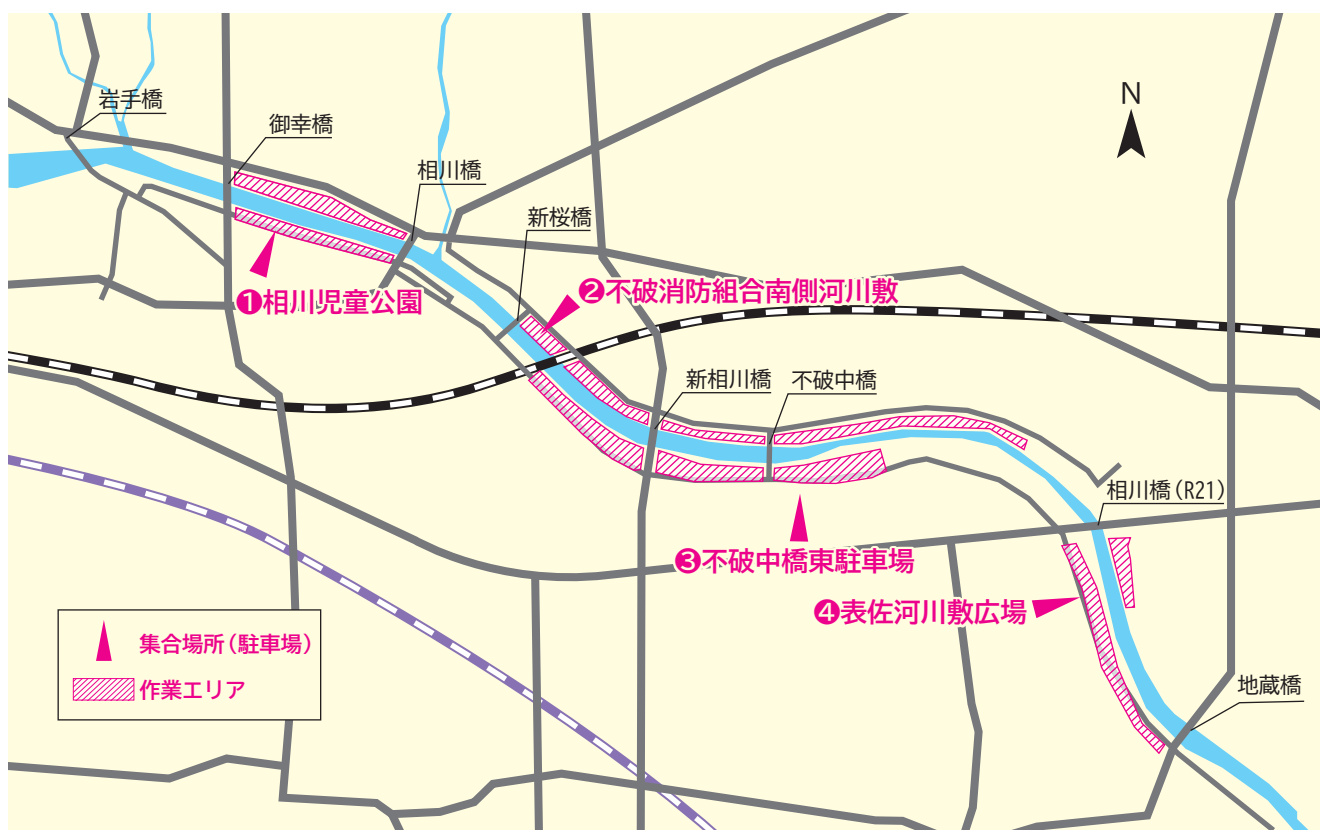 岩手橋
御幸橋
相川橋
新桜橋
N
❶相川児童公園
❷不破消防組合南側河川敷
新相川橋
不破中橋
相川橋(R21)
❸不破中橋東駐車場
❹表佐河川敷広場
地蔵橋
集合場所(駐車場)
作業エリア